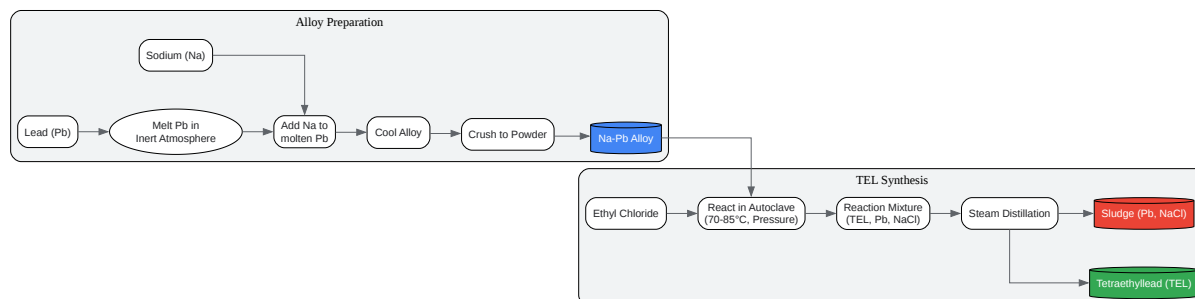 Alloy Preparation
Sodium (Na)
Lead (Pb)
Melt Pb in
Inert Atmosphere
Add Na to
molten Pb
Cool Alloy
Crush to Powder
Na-Pb Alloy
TEL Synthesis
Ethyl Chloride
React in Autoclave
(70-85°C, Pressure)
Reaction Mixture
(TEL, Pb, NaCl)
Steam Distillation
Sludge (Pb, NaCl)
Tetraethyllead (TEL)